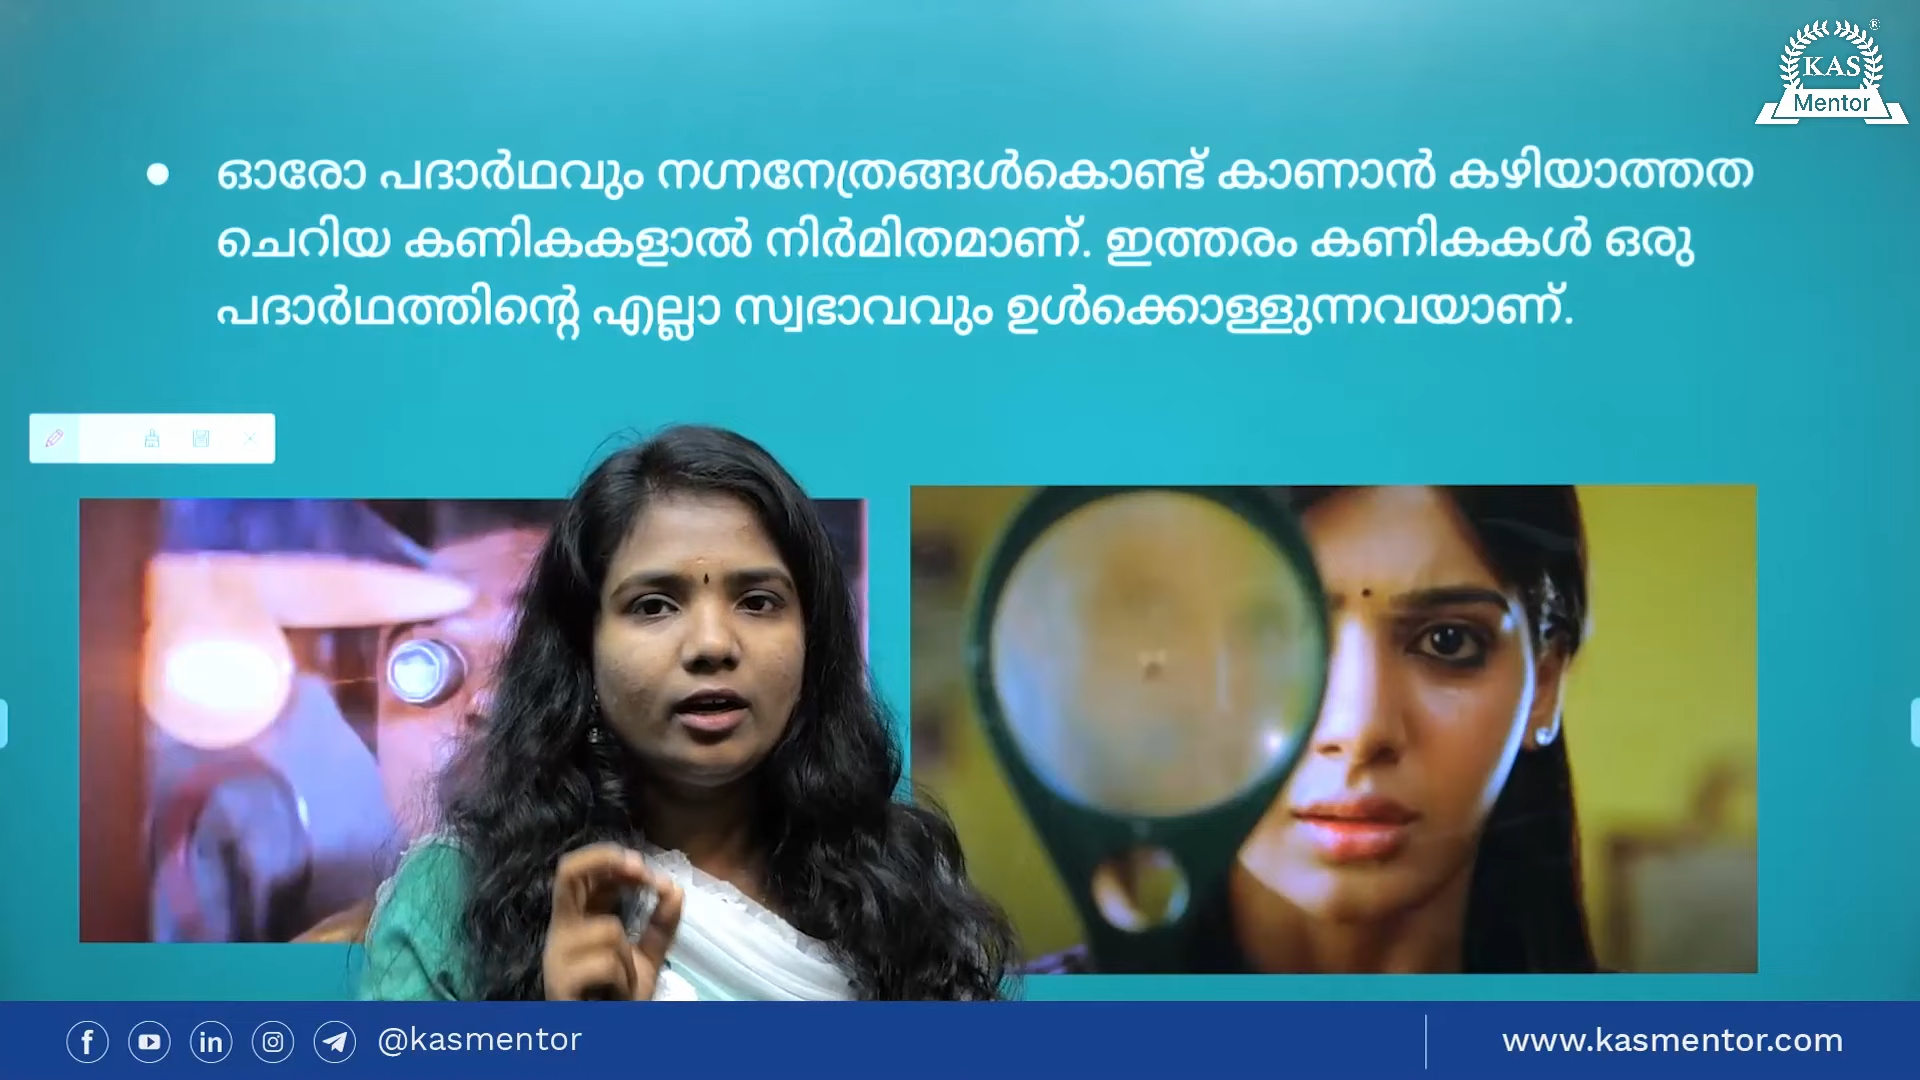 KAS
Mentor
®
ഓരോ പദാർഥവും നഗ്നനേത്രങ്ങൾകൊണ്ട് കാണാൻ കഴിയാത്തത
ചെറിയ കണികകളാൽ നിർമിതമാണ്. ഇത്തരം കണികകൾ ഒരു
പദാർഥത്തിന്റെ എല്ലാ സ്വഭാവവും ഉൾക്കൊള്ളുന്നവയാണ്.
@kasmentor
www.kasmentor.com